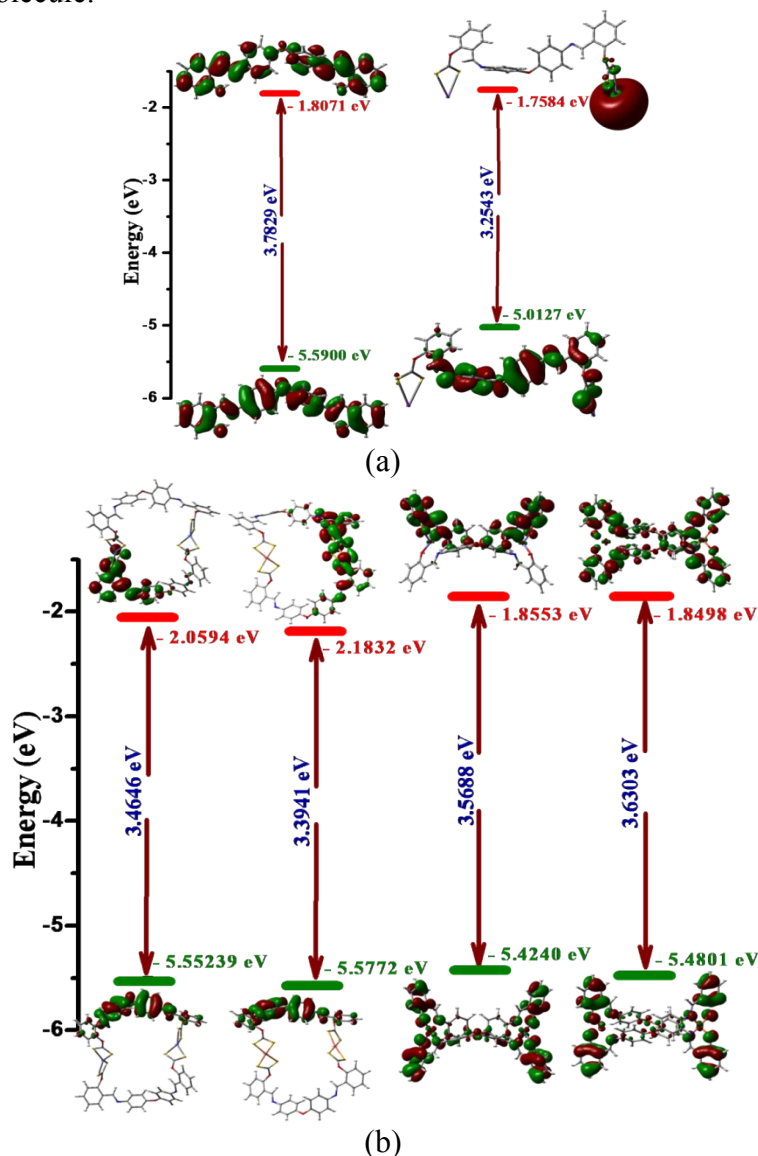 olecule.
-2
-3
-4
-5
-6
Energy (eV)
- 1.8071 eV
3.7829 eV
- 5.5900 eV
- 1.7584 eV
3.2543 eV
- 5.0127 eV
(a)
-2
-3
-4
-5
-6
Energy (eV)
- 2.0594 eV
3.4646 eV
- 5.55239 eV
- 2.1832 eV
3.3941 eV
- 5.5772 eV
- 1.8553 eV
3.5688 eV
- 5.4240 eV
- 1.8498 eV
3.6303 eV
- 5.4801 eV
(b)